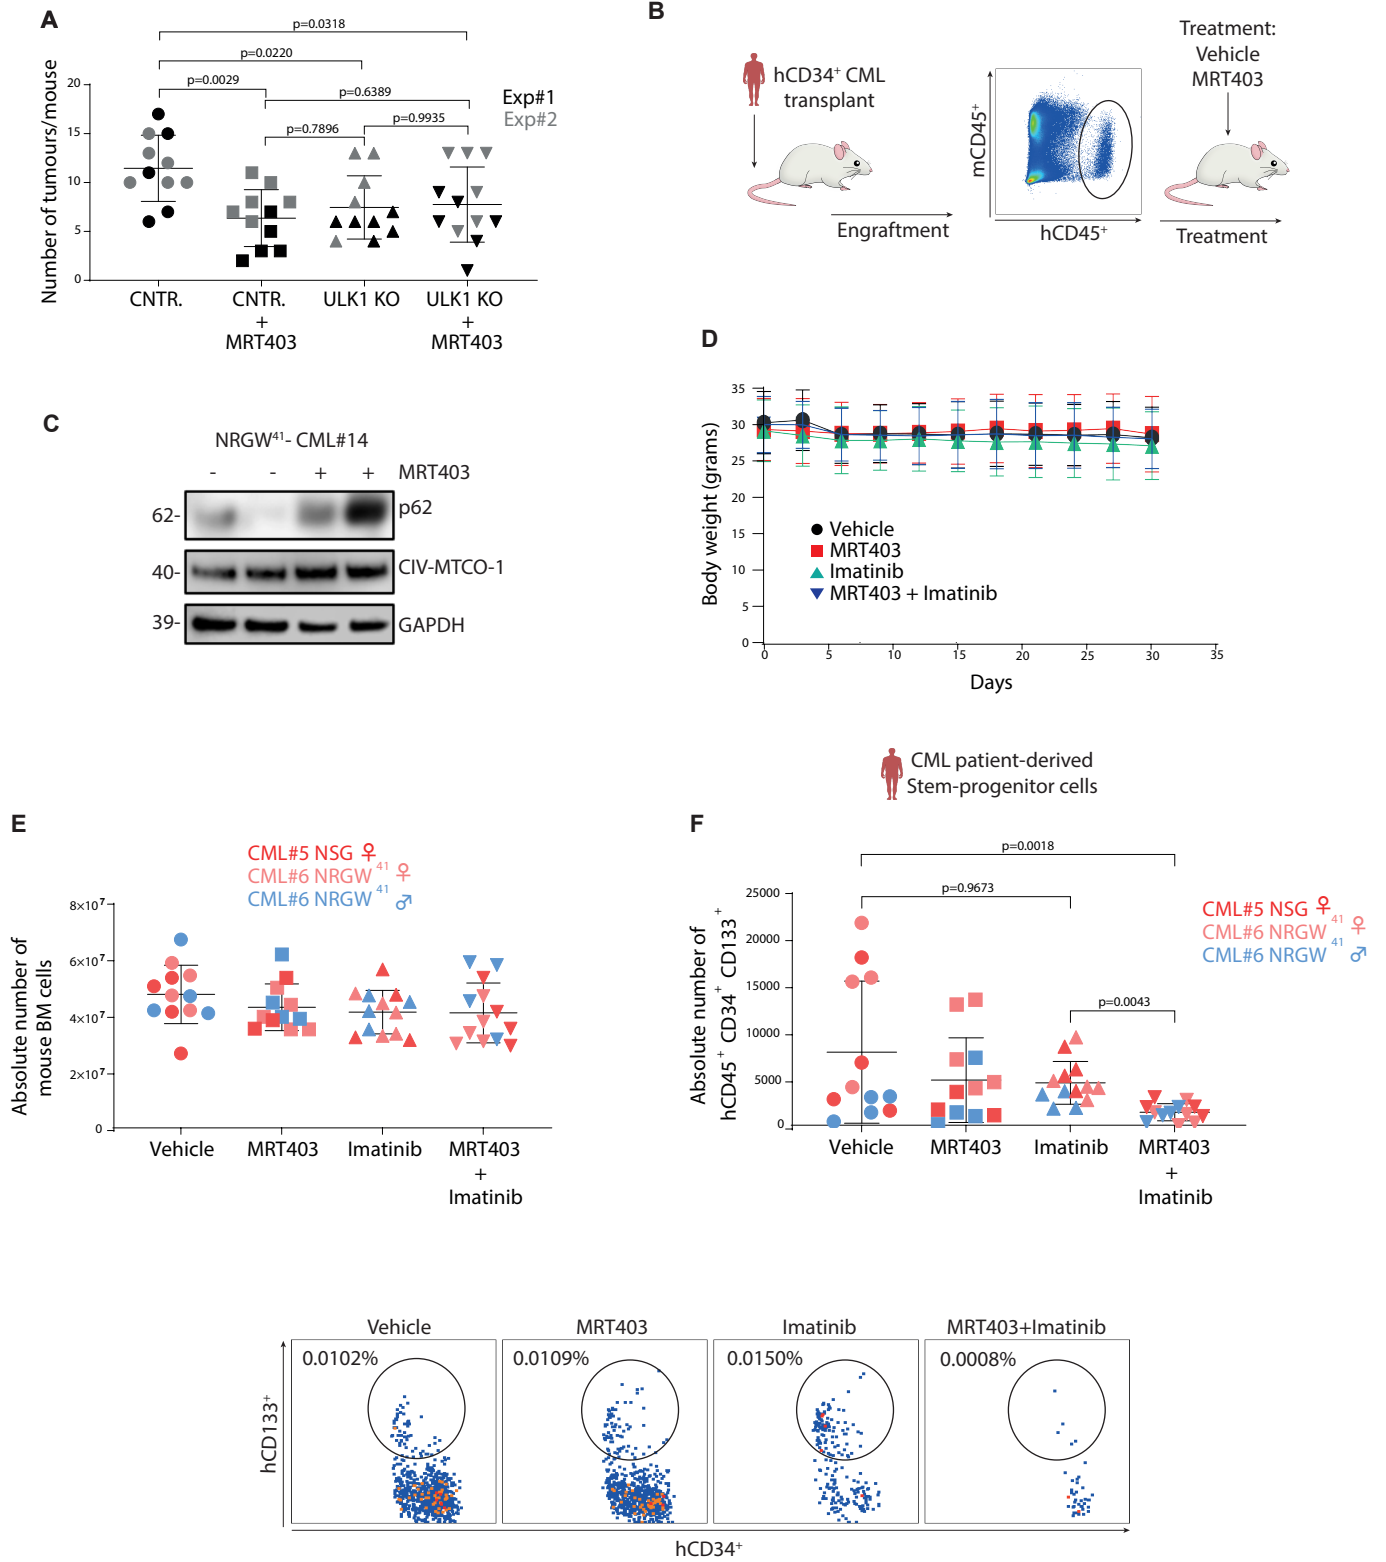 A
p=0.0318
p=0.0220
p=0.0029
p=0.6389
p=0.7896
p=0.9935
Exp#1
Exp#2
Number of tumours/mouse
20
15
10
5
0
CNTR.
CNTR.
+
MRT403
ULK1 KO
ULK1 KO
+
MRT403
B
hCD34+ CML
transplant
Engraftment
mCD45+
hCD45+
Treatment:
Vehicle
MRT403
Treatment
C
NRGW41- CML#14
- - + + MRT403
62- p62
40- CIV-MTCO-1
39- GAPDH
D
Body weight (grams)
35
30
25
20
15
10
5
0
Vehicle
MRT403
Imatinib
MRT403 + Imatinib
0 5 10 15 20 25 30 35
Days
CML patient-derived
Stem-progenitor cells
E
CML#5 NSG ♀
CML#6 NRGW41 ♀
CML#6 NRGW41 ♂
Absolute number of
mouse BM cells
8×10⁷
6×10⁷
4×10⁷
2×10⁷
0
Vehicle
MRT403
Imatinib
MRT403
+
Imatinib
F
p=0.0018
p=0.9673
p=0.0043
CML#5 NSG ♀
CML#6 NRGW41 ♀
CML#6 NRGW41 ♂
Absolute number of
hCD45+ CD34+ CD133+
25000
20000
15000
10000
5000
0
Vehicle
MRT403
Imatinib
MRT403
+
Imatinib
Vehicle
MRT403
Imatinib
MRT403+Imatinib
0.0102%
0.0109%
0.0150%
0.0008%
hCD133+
hCD34+